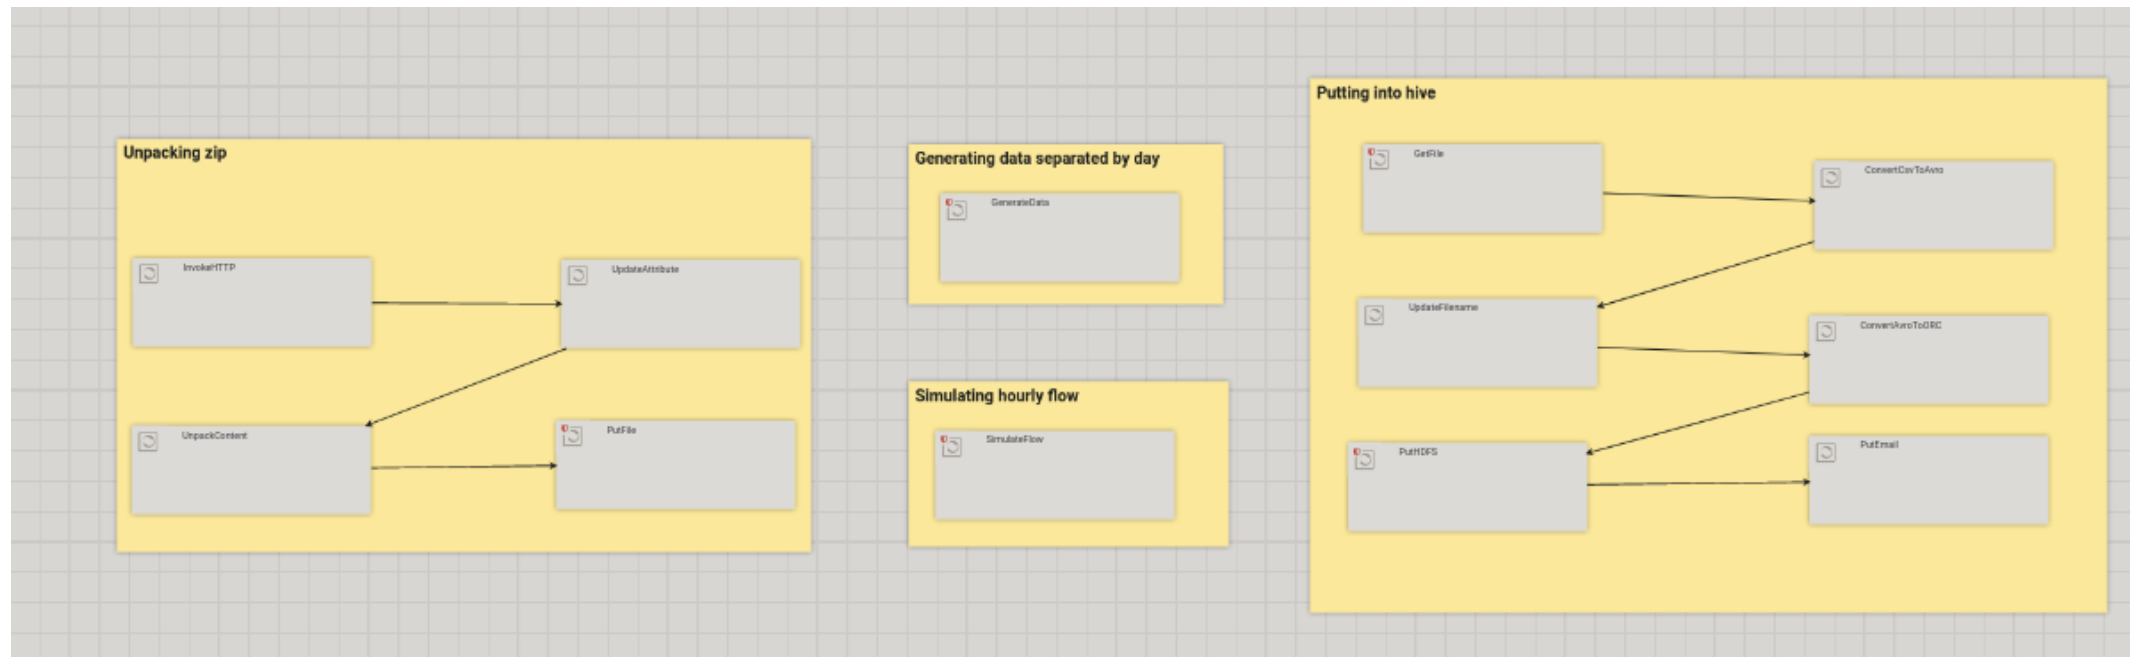 Unpacking zip
InvokeHTTP
UpdateAttribute
UnpackContent
PutFile
Generating data separated by day
GenerateData
Simulating hourly flow
SimulateFlow
Putting into hive
GetFile
ConvertCsvToAvro
UpdateFilename
ConvertAvroToORC
PutHDFS
PutEmail